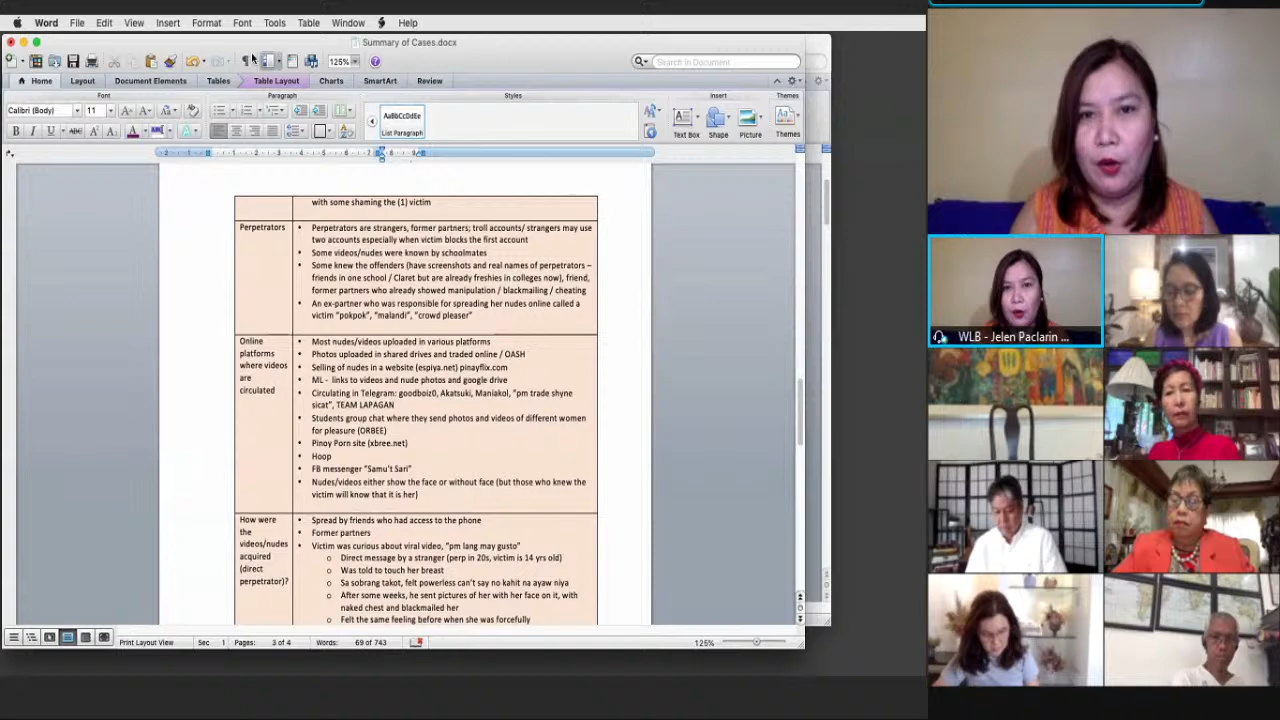 Word File Edit View Insert Format Font Tools Table Window Help
Summary of Cases.docx
125%
Search in Document
Home Layout Document Elements Tables Table Layout Charts SmartArt Review
Font Paragraph Styles Insert Themes
Calibri (Body) 11
AaBbCcDdEe
List Paragraph
Text Box Shape Picture Themes
with some shaming the (1) victim
Perpetrators
• Perpetrators are strangers, former partners; troll accounts/ strangers may use
two accounts especially when victim blocks the first account
• Some videos/nudes were known by schoolmates
• Some knew the offenders (have screenshots and real names of perpetrators –
friends in one school / Claret but are already freshies in colleges now), friend,
former partners who already showed manipulation / blackmailing / cheating
• An ex-partner who was responsible for spreading her nudes online called a
victim "pokpok", "malandi", "crowd pleaser"
Online
platforms
where videos
are
circulated
• Most nudes/videos uploaded in various platforms
• Photos uploaded in shared drives and traded online / OASH
• Selling of nudes in a website (espiya.net) pinayflix.com
• ML - links to videos and nude photos and google drive
• Circulating in Telegram: goodboiz0, Akatsuki, Maniakol, "pm trade shyne
sicat", TEAM LAPAGAN
• Students group chat where they send photos and videos of different women
for pleasure (ORBEE)
• Pinoy Porn site (xbree.net)
• Hoop
• FB messenger "Samu't Sari"
• Nudes/videos either show the face or without face (but those who knew the
victim will know that it is her)
How were
the
videos/nudes
acquired
(direct
perpetrator)?
• Spread by friends who had access to the phone
• Former partners
• Victim was curious about viral video, "pm lang may gusto"
o Direct message by a stranger (perp in 20s, victim is 14 yrs old)
o Was told to touch her breast
o Sa sobrang takot, felt powerless can't say no kahit na ayaw niya
o After some weeks, he sent pictures of her with her face on it, with
naked chest and blackmailed her
o Felt the same feeling before when she was forcefully
Print Layout View Sec 1 Pages: 3 of 4 Words: 69 of 743 125%
WLB - Jelen Paclarin ...